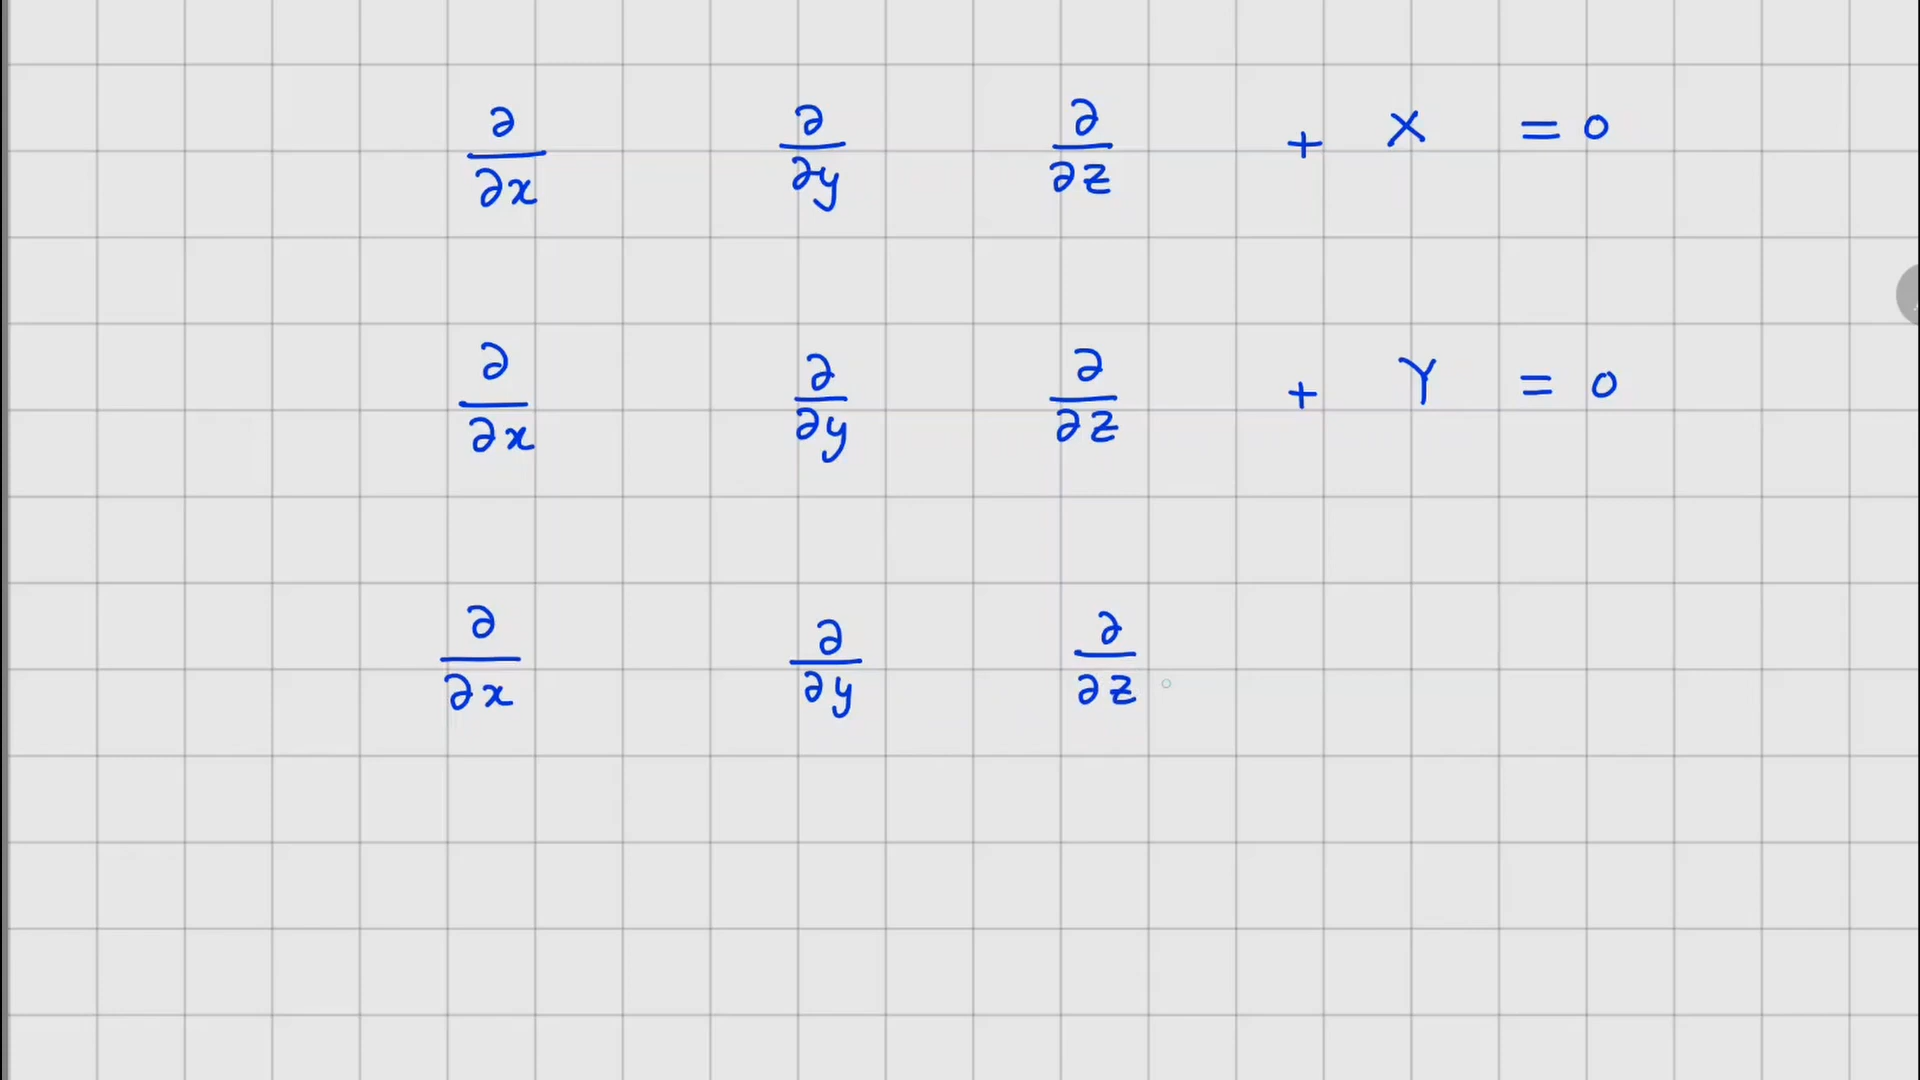 ∂/∂x ∂/∂y ∂/∂z + X = 0
∂/∂x ∂/∂y ∂/∂z + Y = 0
∂/∂x ∂/∂y ∂/∂z